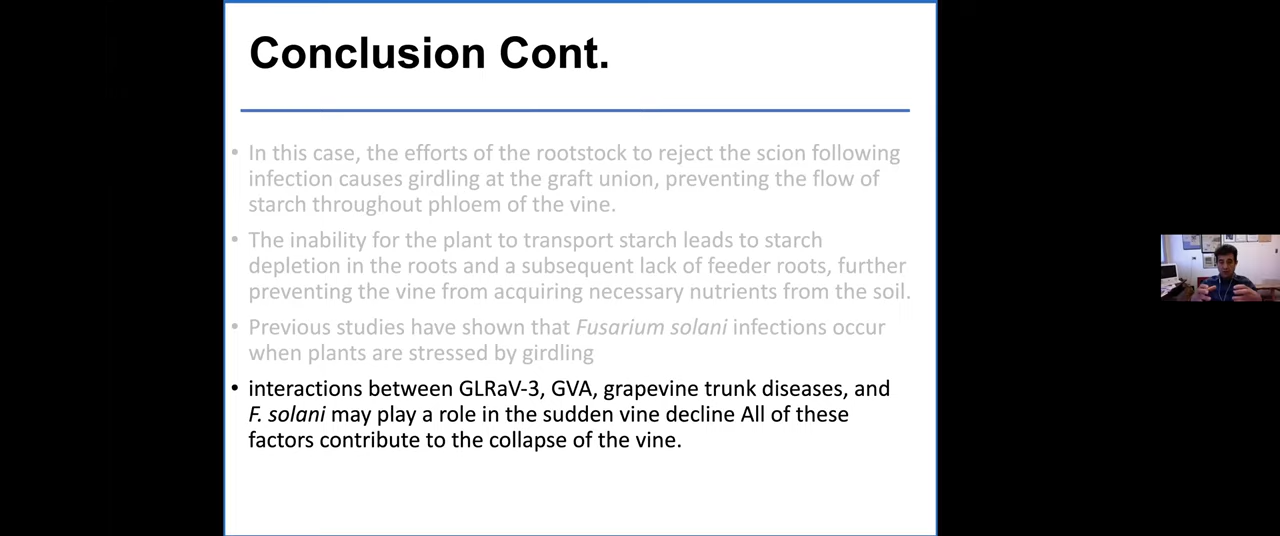 Conclusion Cont.
• In this case, the efforts of the rootstock to reject the scion following
infection causes girdling at the graft union, preventing the flow of
starch throughout phloem of the vine.
• The inability for the plant to transport starch leads to starch
depletion in the roots and a subsequent lack of feeder roots, further
preventing the vine from acquiring necessary nutrients from the soil.
• Previous studies have shown that Fusarium solani infections occur
when plants are stressed by girdling
• interactions between GLRaV-3, GVA, grapevine trunk diseases, and
F. solani may play a role in the sudden vine decline All of these
factors contribute to the collapse of the vine.